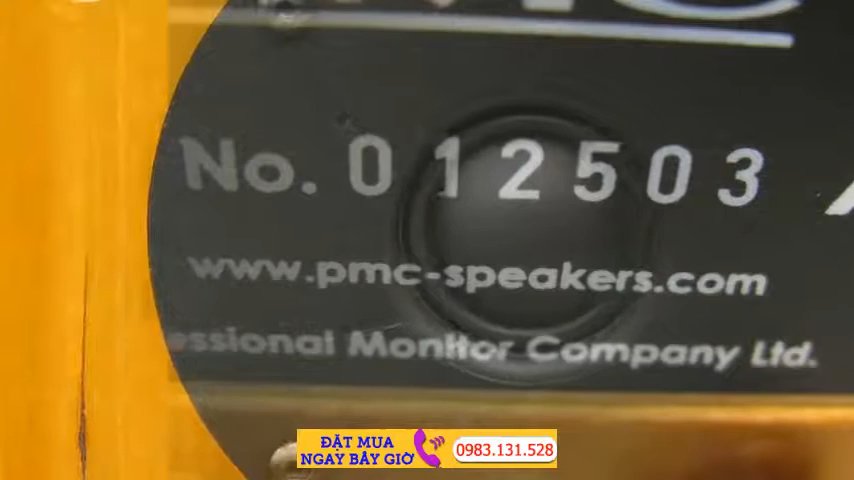 No. 012503
www.pmc-speakers.com
essional Monitor Company Ltd.
ĐẶT MUA
NGAY BÂY GIỜ
0983.131.528